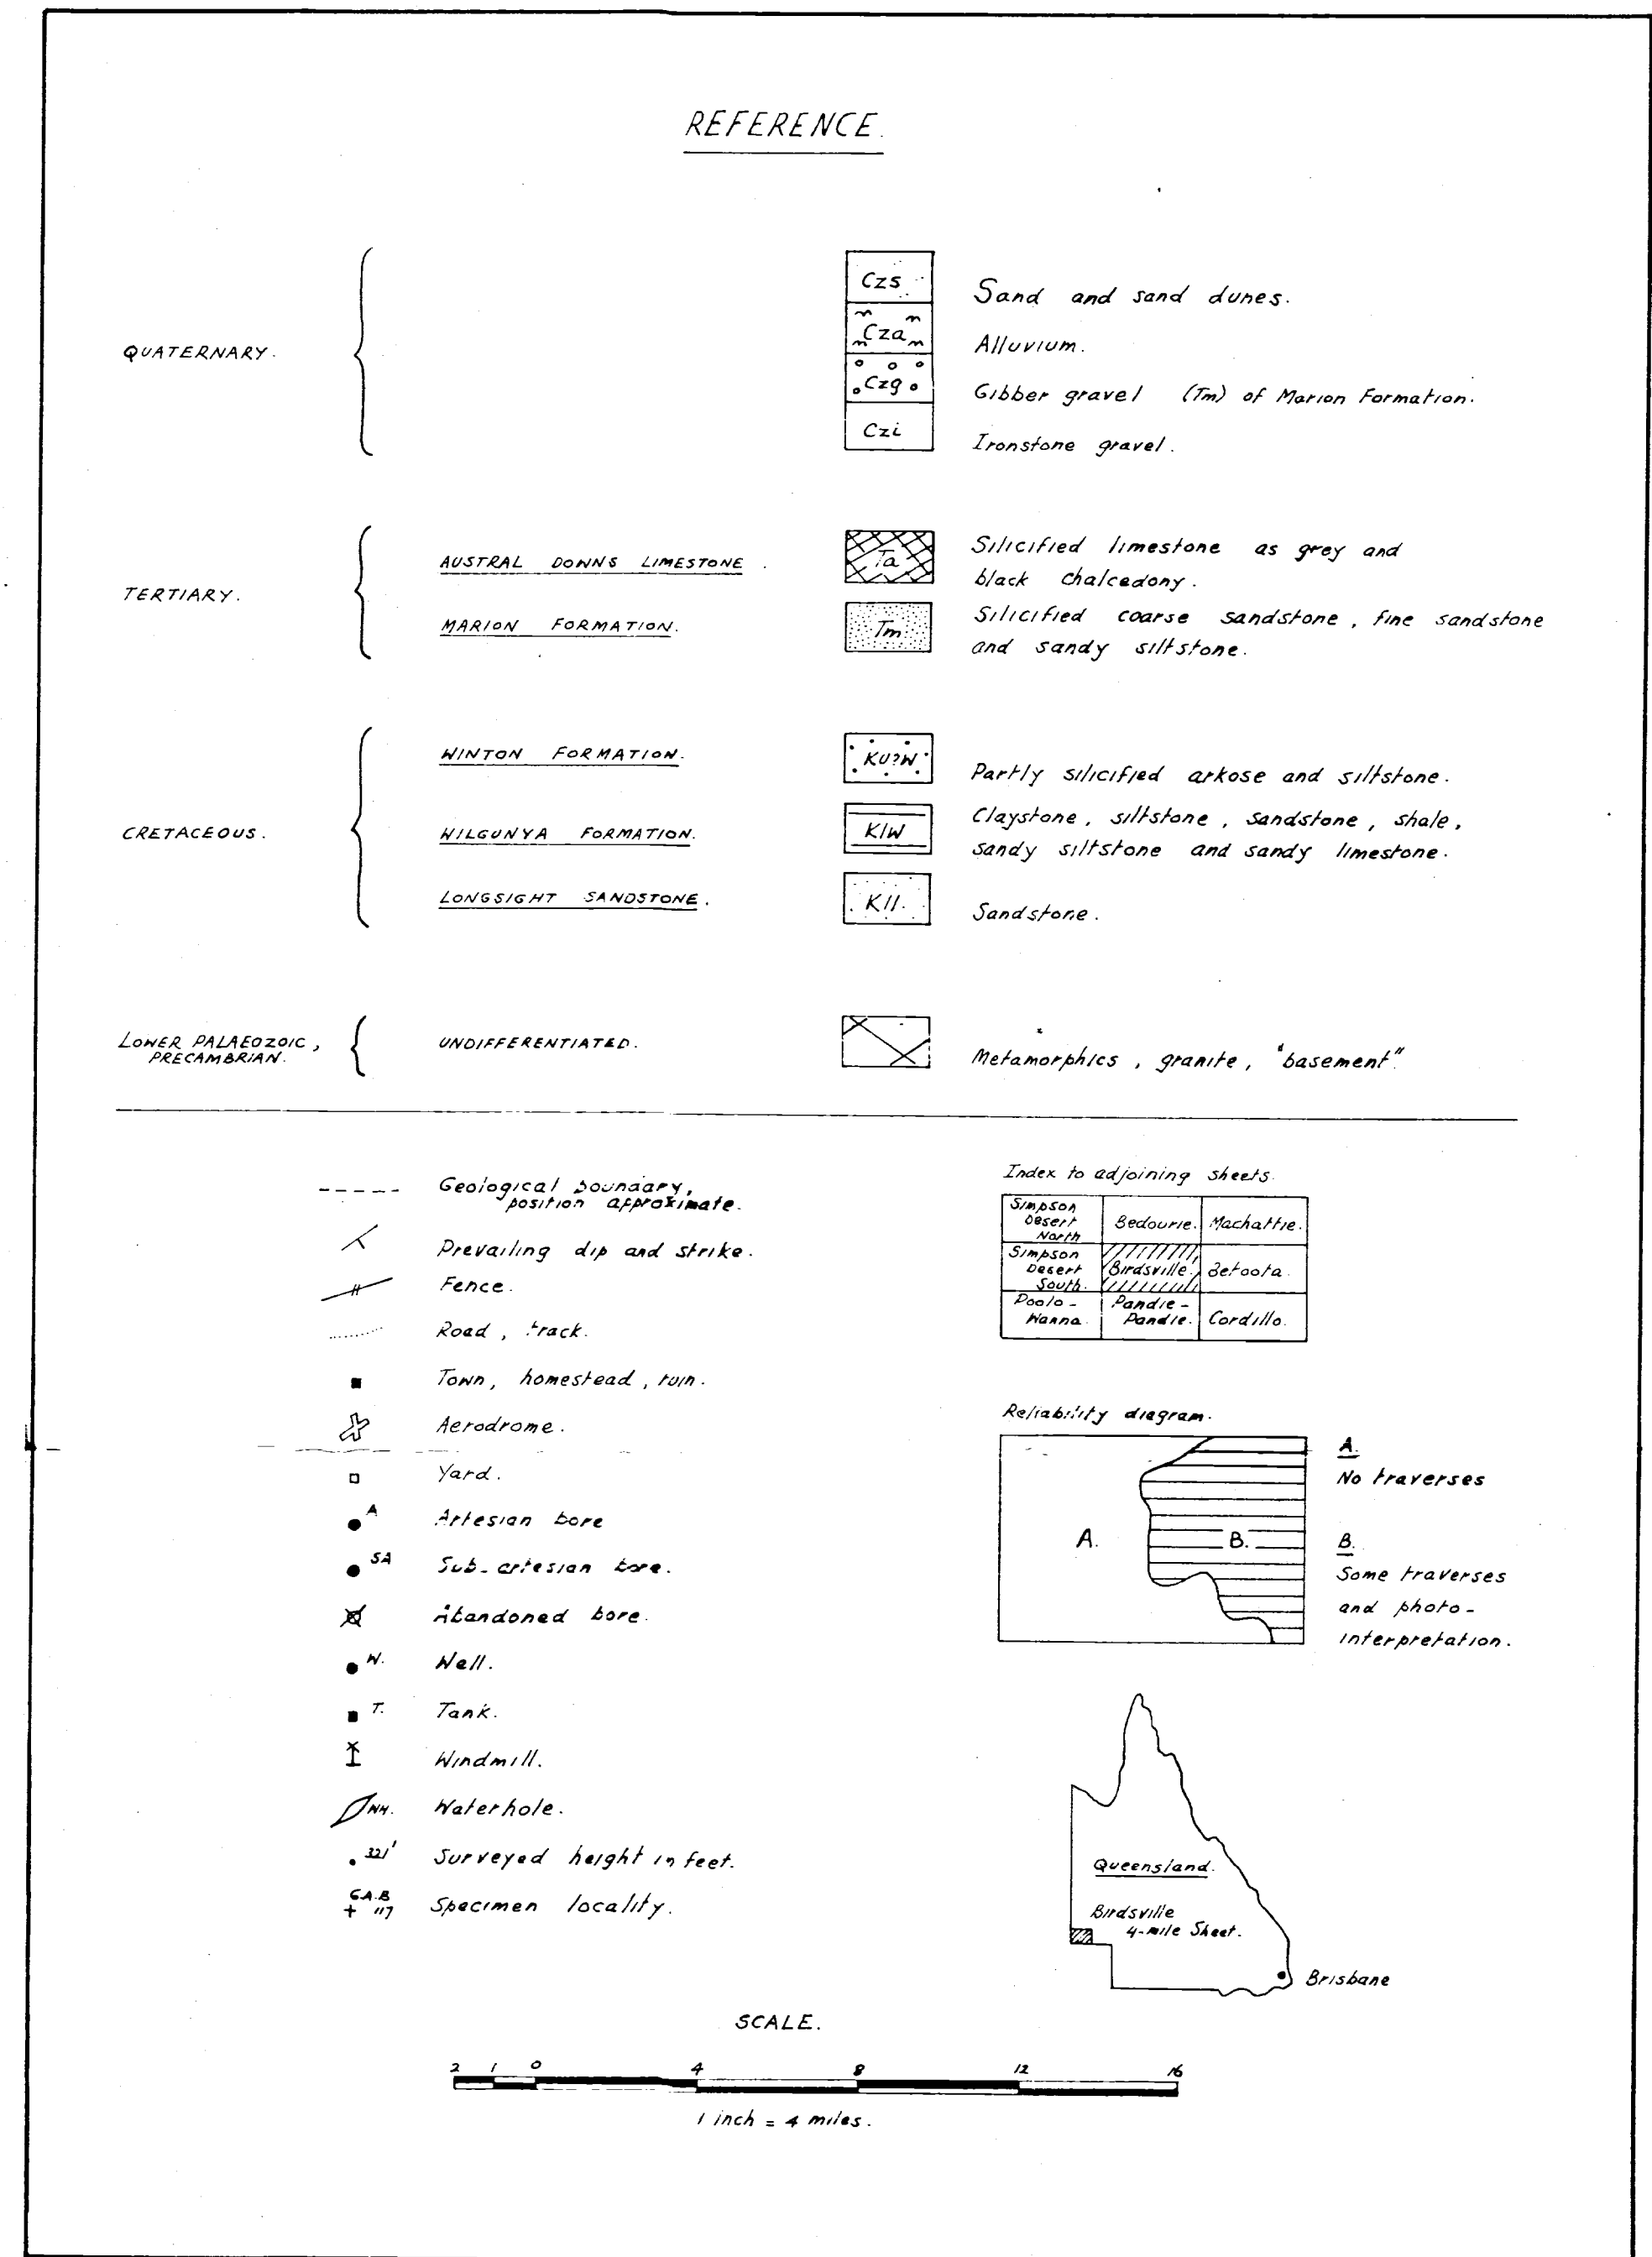 REFERENCE.
QUATERNARY.
Czs
Sand and sand dunes.
Cza
Alluvium.
Czg
Gibber gravel (Tm) of Marion Formation.
Czi
Ironstone gravel.
TERTIARY.
AUSTRAL DOWNS LIMESTONE.
Ta
Silicified limestone as grey and
black chalcedony.
MARION FORMATION.
Tm
Silicified coarse sandstone, fine sandstone
and sandy siltstone.
CRETACEOUS.
WINTON FORMATION.
KU?W
Partly silicified arkose and siltstone.
WILGUNYA FORMATION.
KlW
Claystone, siltstone, sandstone, shale,
sandy siltstone and sandy limestone.
LONGSIGHT SANDSTONE.
Kll.
Sandstone.
LOWER PALAEOZOIC,
PRECAMBRIAN.
UNDIFFERENTIATED.
Metamorphics, granite, "basement".
Geological boundary,
position approximate.
Prevailing dip and strike.
Fence.
Road, track.
Town, homestead, ruin.
Aerodrome.
Yard.
A
Artesian bore
SA
Sub-artesian bore.
Abandoned bore.
W.
Well.
T.
Tank.
Windmill.
WH.
Waterhole.
321'
Surveyed height in feet.
G.A.B
117
Specimen locality.
Index to adjoining sheets.
Simpson
Desert
North
Bedourie.
Machattie.
Simpson
Desert
South.
Birdsville.
Betoota.
Poolo-
Wanna.
Pandie-
Pandie.
Cordillo.
Reliability diagram.
A.
B.
A.
No traverses
B.
Some traverses
and photo-
interpretation.
Queensland.
Birdsville
4-mile Sheet.
Brisbane
SCALE.
2 1 0 4 8 12 16
1 inch = 4 miles.